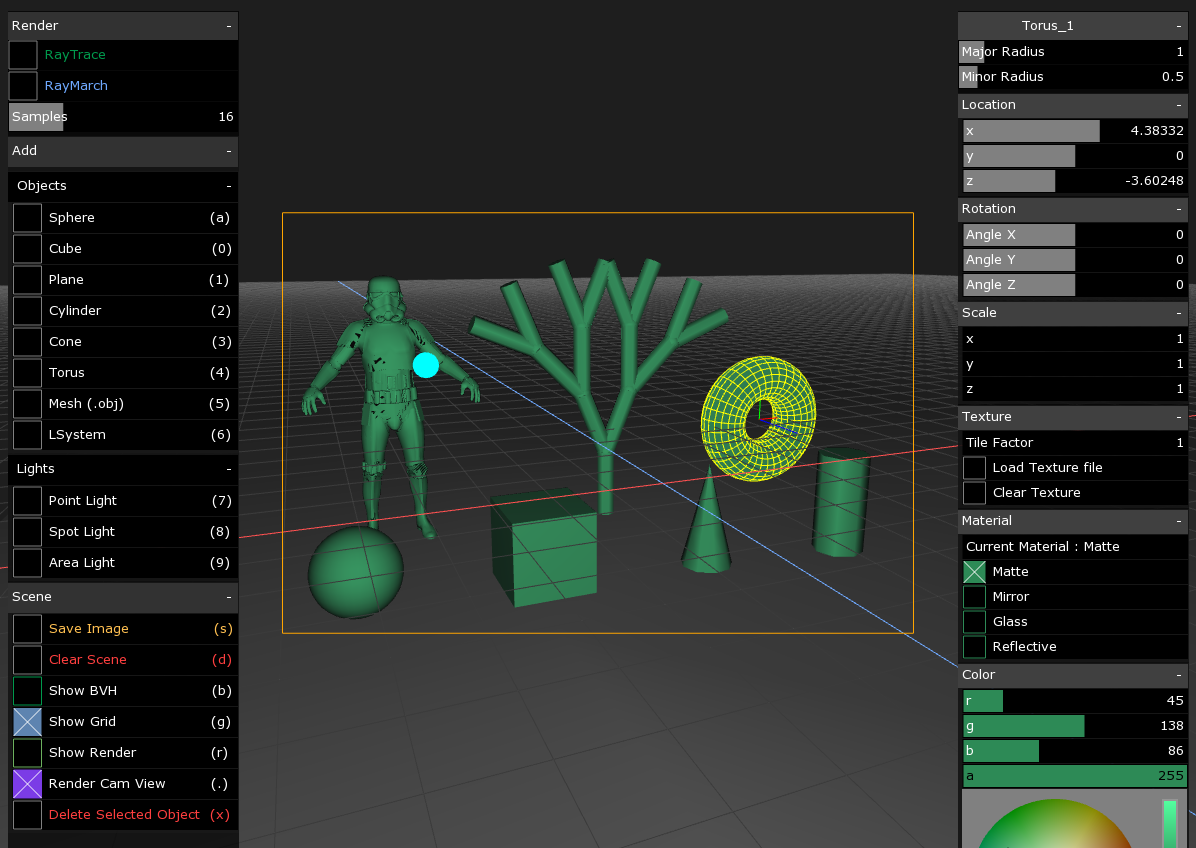 Render -
RayTrace
RayMarch
Samples 16
Add -
Objects -
Sphere (a)
Cube (0)
Plane (1)
Cylinder (2)
Cone (3)
Torus (4)
Mesh (.obj) (5)
LSystem (6)
Lights -
Point Light (7)
Spot Light (8)
Area Light (9)
Scene -
Save Image (s)
Clear Scene (d)
Show BVH (b)
Show Grid (g)
Show Render (r)
Render Cam View (.)
Delete Selected Object (x)
Torus_1 -
Major Radius 1
Minor Radius 0.5
Location -
x 4.38332
y 0
z -3.60248
Rotation -
Angle X 0
Angle Y 0
Angle Z 0
Scale -
x 1
y 1
z 1
Texture -
Tile Factor 1
Load Texture file
Clear Texture
Material -
Current Material : Matte
Matte
Mirror
Glass
Reflective
Color -
r 45
g 138
b 86
a 255